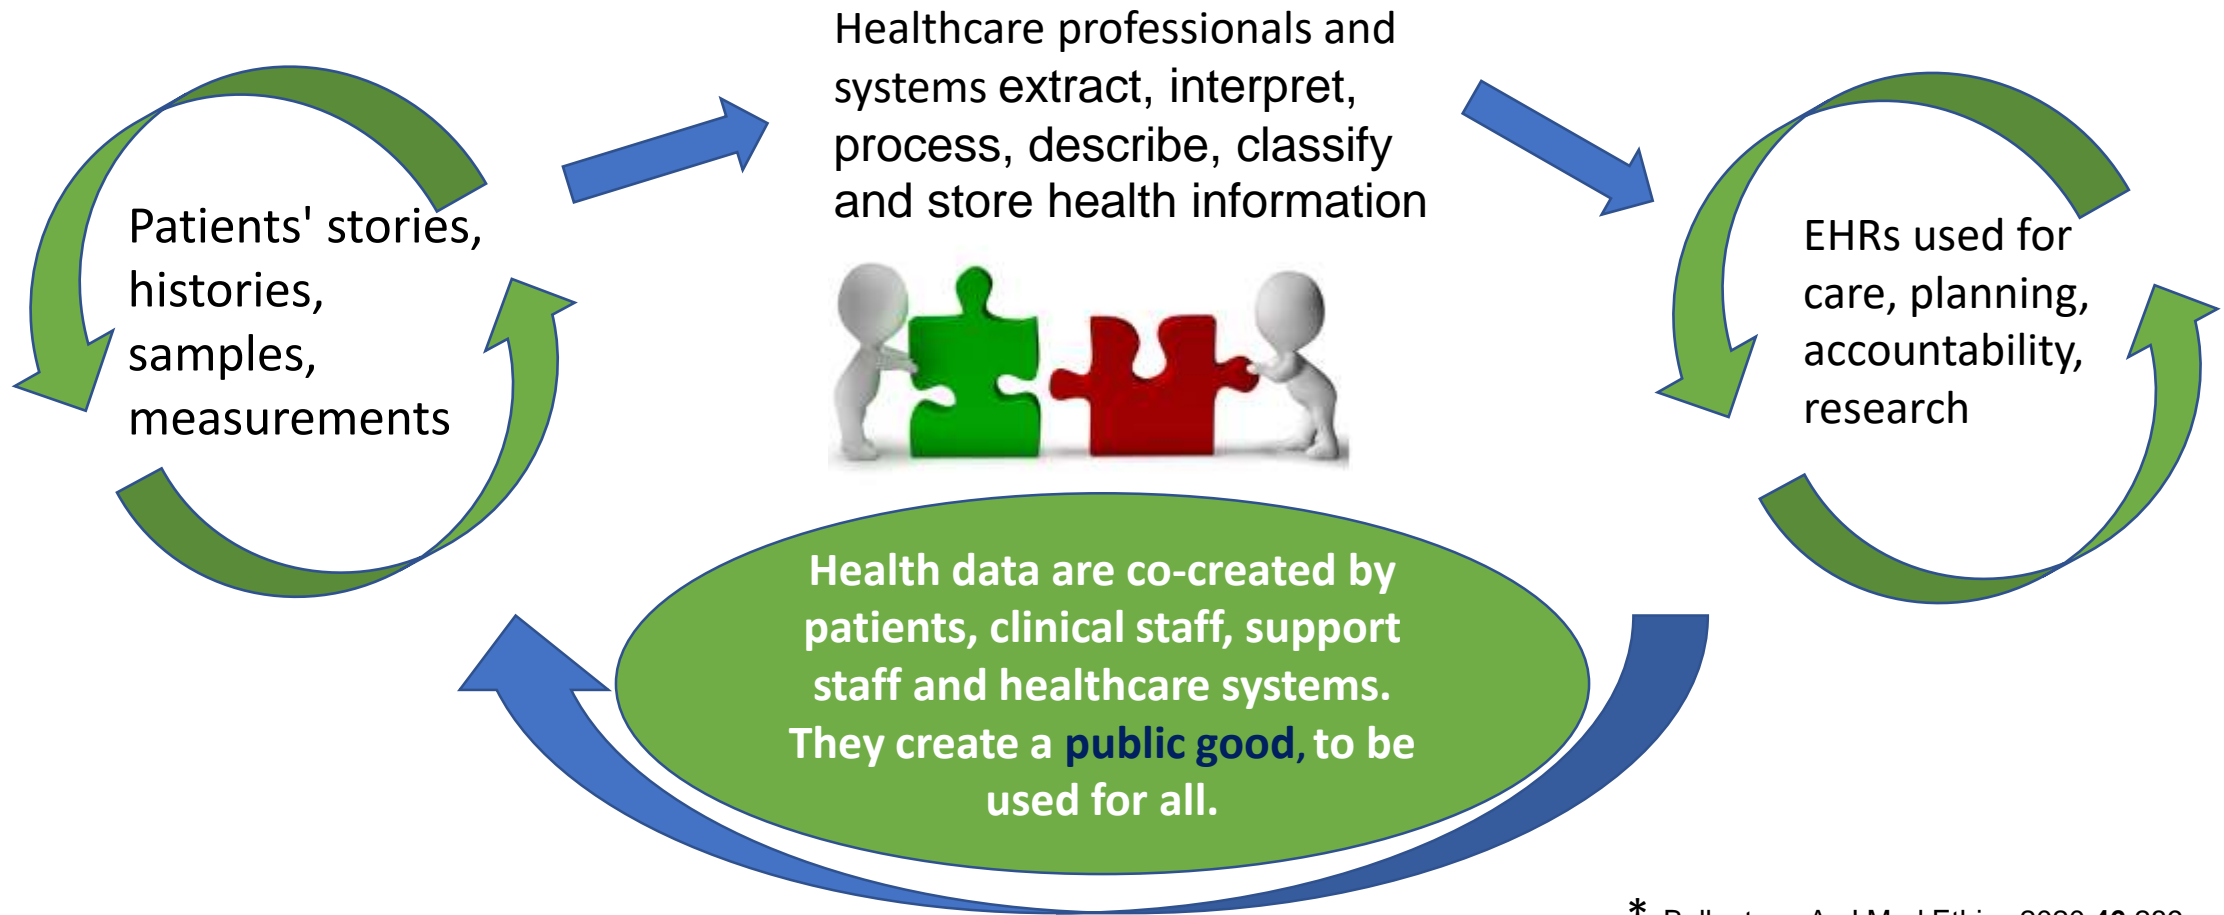 Healthcare professionals and
systems extract, interpret,
process, describe, classify
and store health information
Patients' stories,
histories,
samples,
measurements
EHRs used for
care, planning,
accountability,
research
Health data are co-created by
patients, clinical staff, support
staff and healthcare systems.
They create a public good, to be
used for all.
*